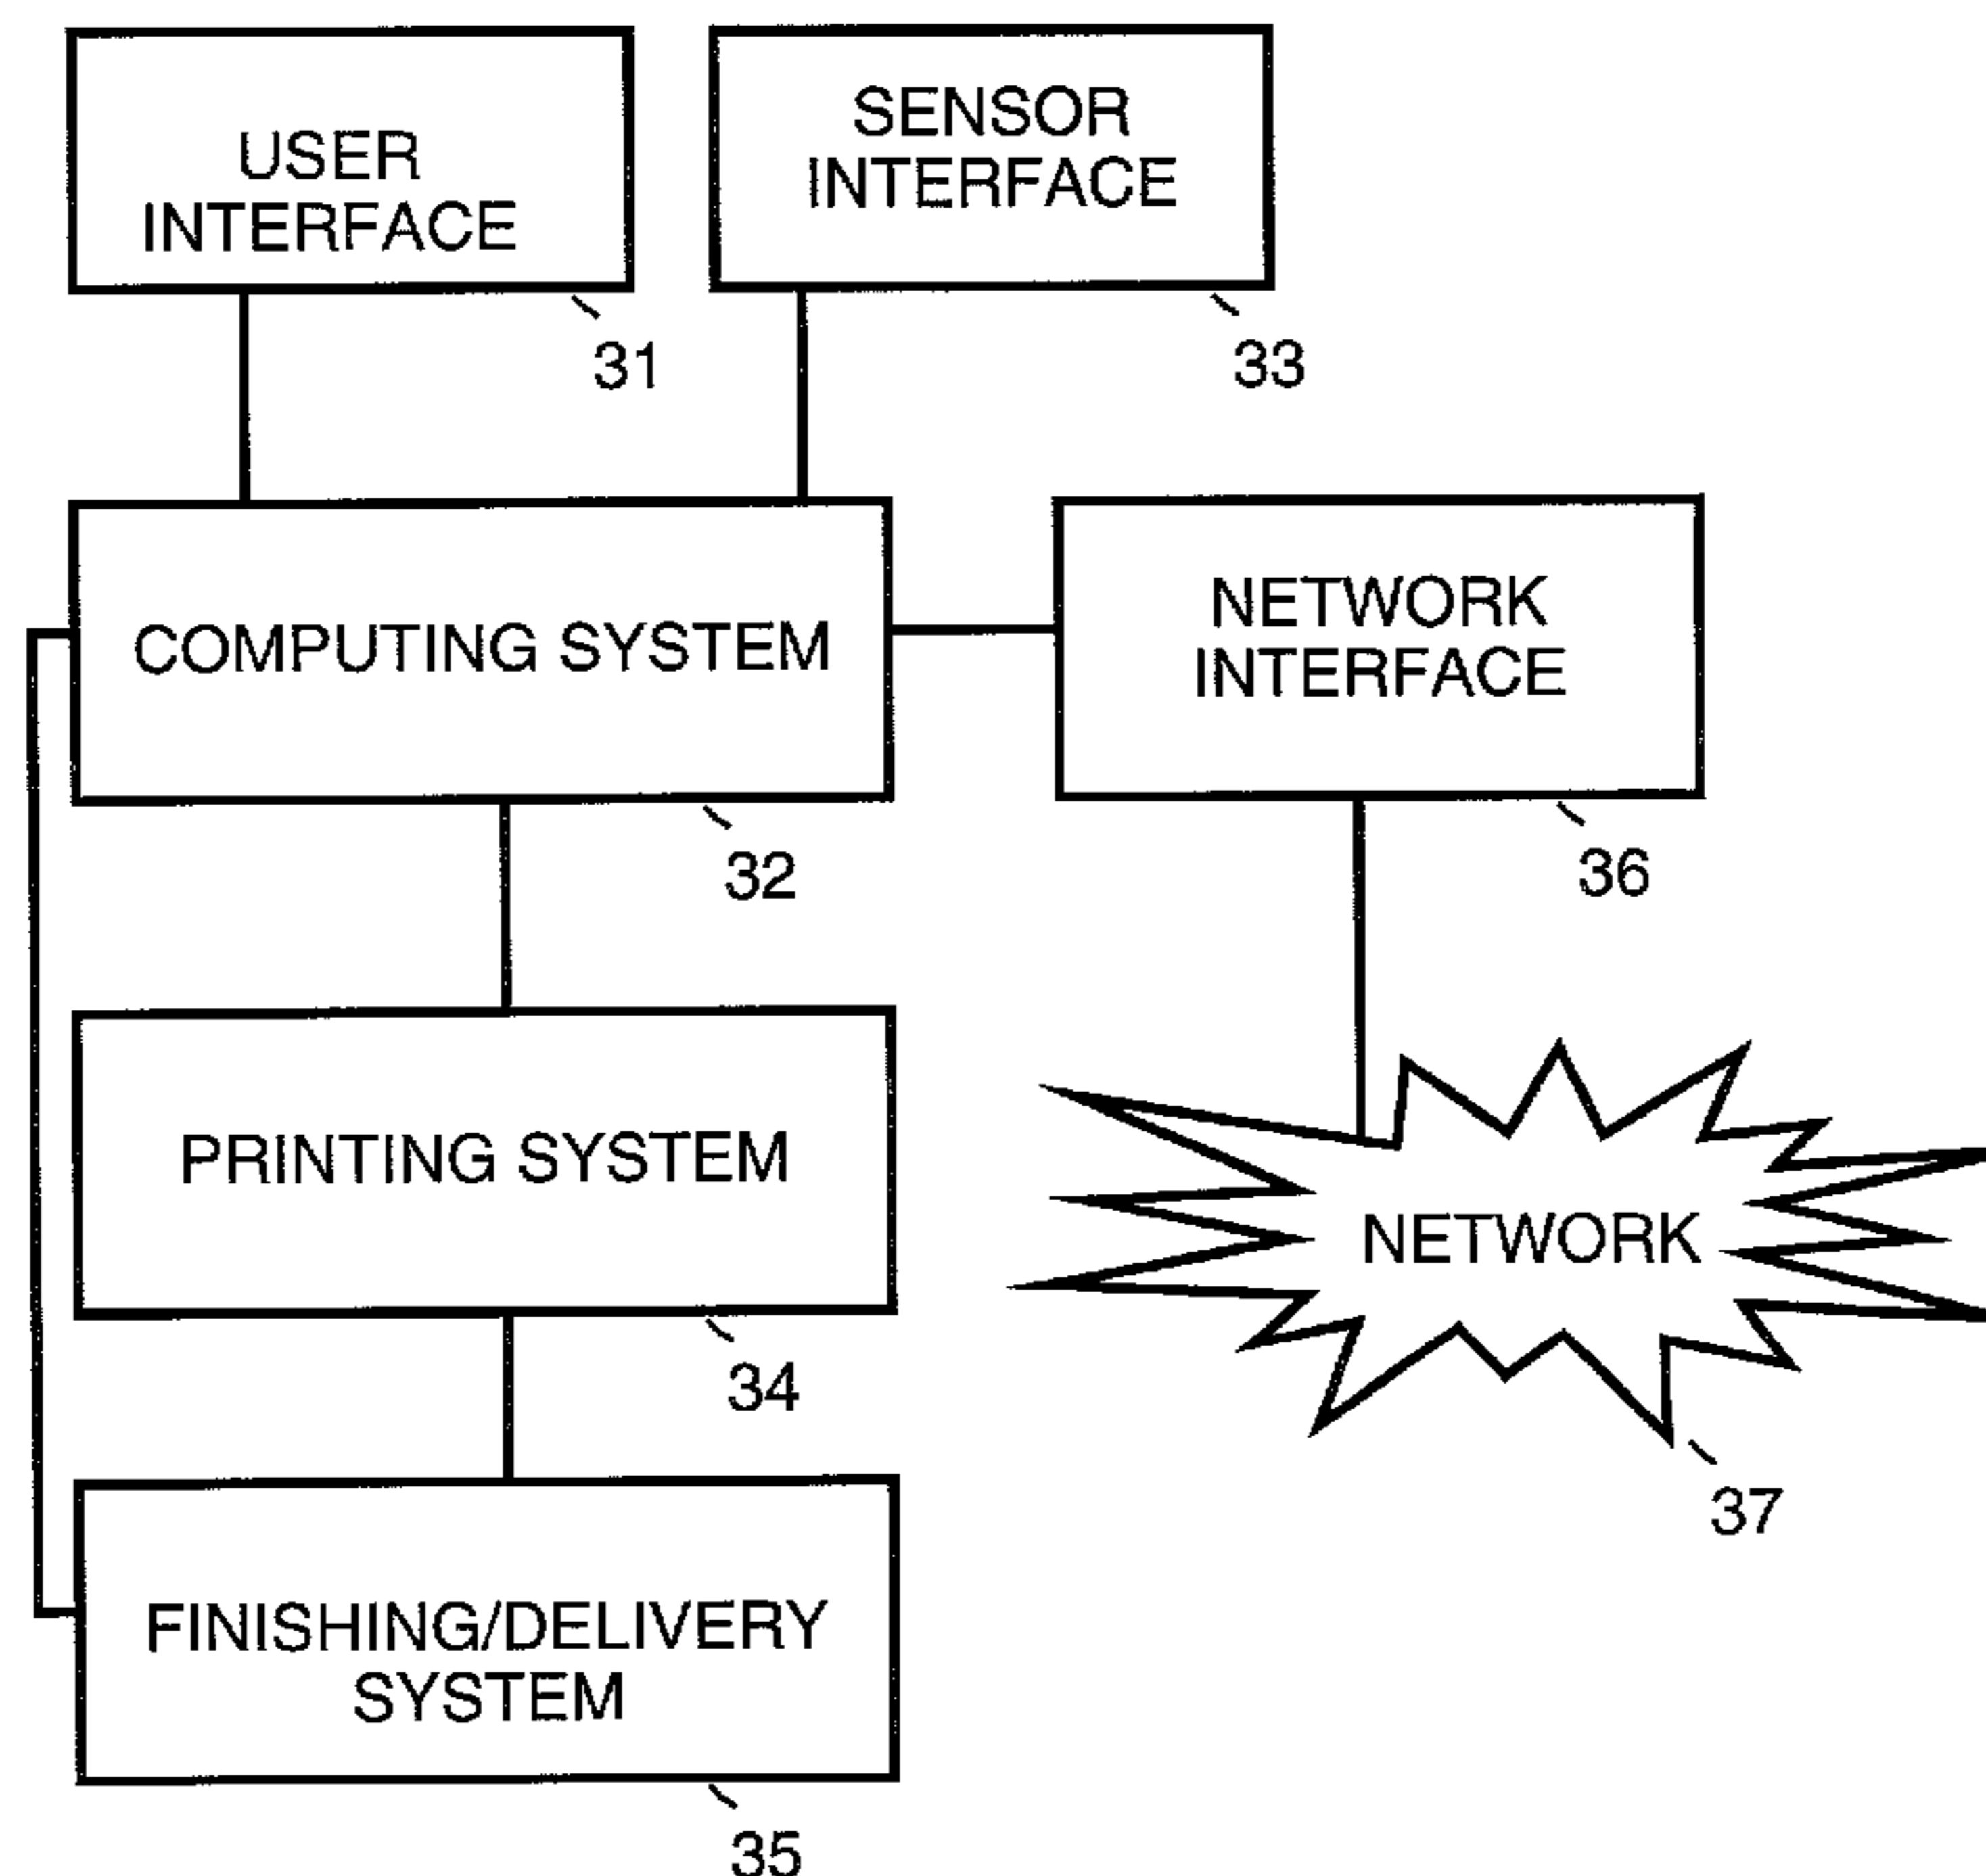 USER
INTERFACE
31
SENSOR
INTERFACE
33
COMPUTING SYSTEM
32
NETWORK
INTERFACE
36
PRINTING SYSTEM
34
NETWORK
37
FINISHING/DELIVERY
SYSTEM
35